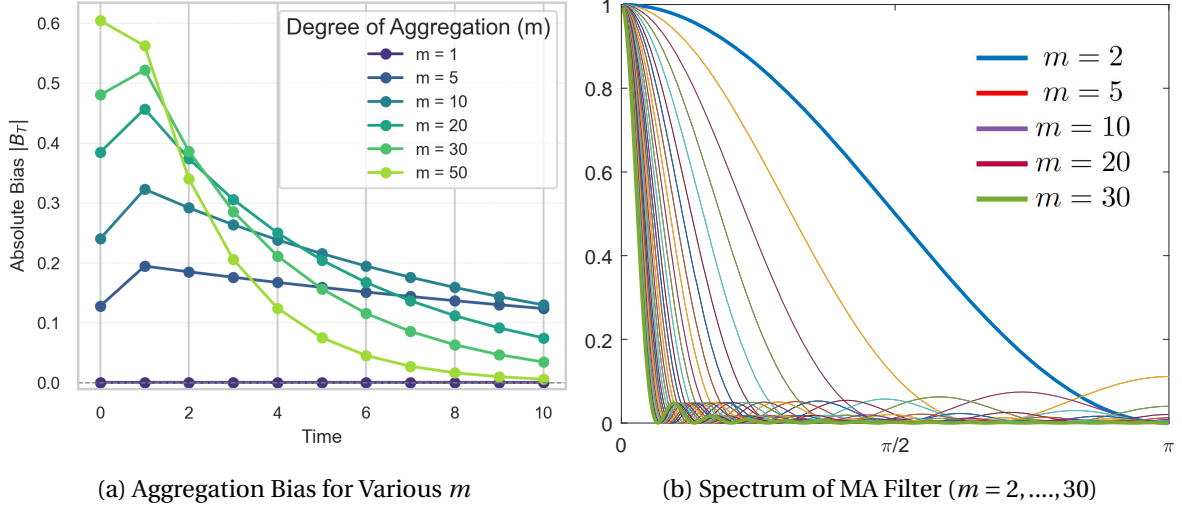 Degree of Aggregation (m)
m = 1
m = 5
m = 10
m = 20
m = 30
m = 50
Absolute Bias |B_T|
0.6
0.5
0.4
0.3
0.2
0.1
0.0
0 2 4 6 8 10
Time
(a) Aggregation Bias for Various m
1
0.8
0.6
0.4
0.2
0
0 π/2 π
m = 2
m = 5
m = 10
m = 20
m = 30
(b) Spectrum of MA Filter (m = 2,....,30)